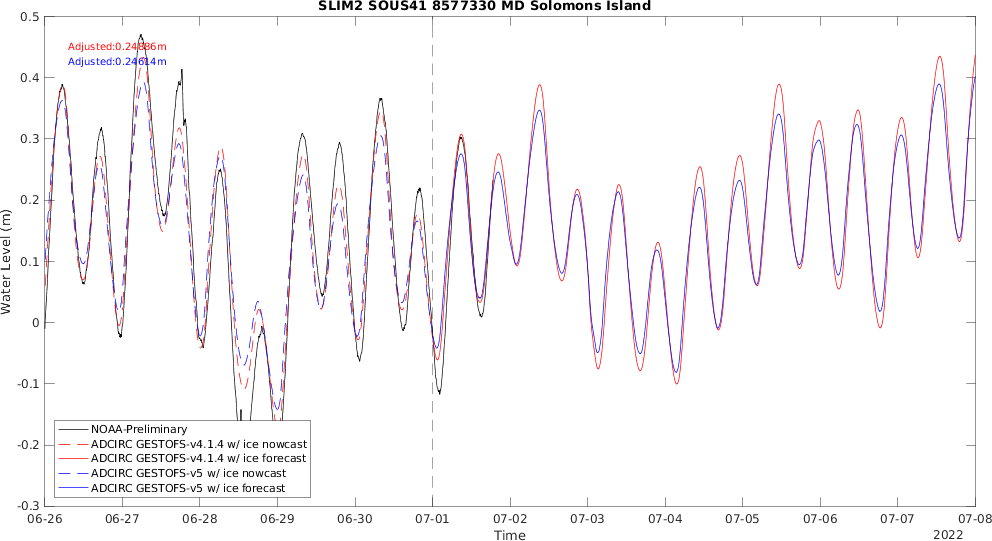 SLIM2 SOUS41 8577330 MD Solomons Island
0.5
Adjusted:0.24886m
Adjusted:0.24614m
0.4
0.3
0.2
0.1
0
-0.1
-0.2
-0.3
Water Level (m)
NOAA-Preliminary
ADCIRC GESTOFS-v4.1.4 w/ ice nowcast
ADCIRC GESTOFS-v4.1.4 w/ ice forecast
ADCIRC GESTOFS-v5 w/ ice nowcast
ADCIRC GESTOFS-v5 w/ ice forecast
06-26 06-27 06-28 06-29 06-30 07-01 07-02 07-03 07-04 07-05 07-06 07-07 07-08
Time
2022